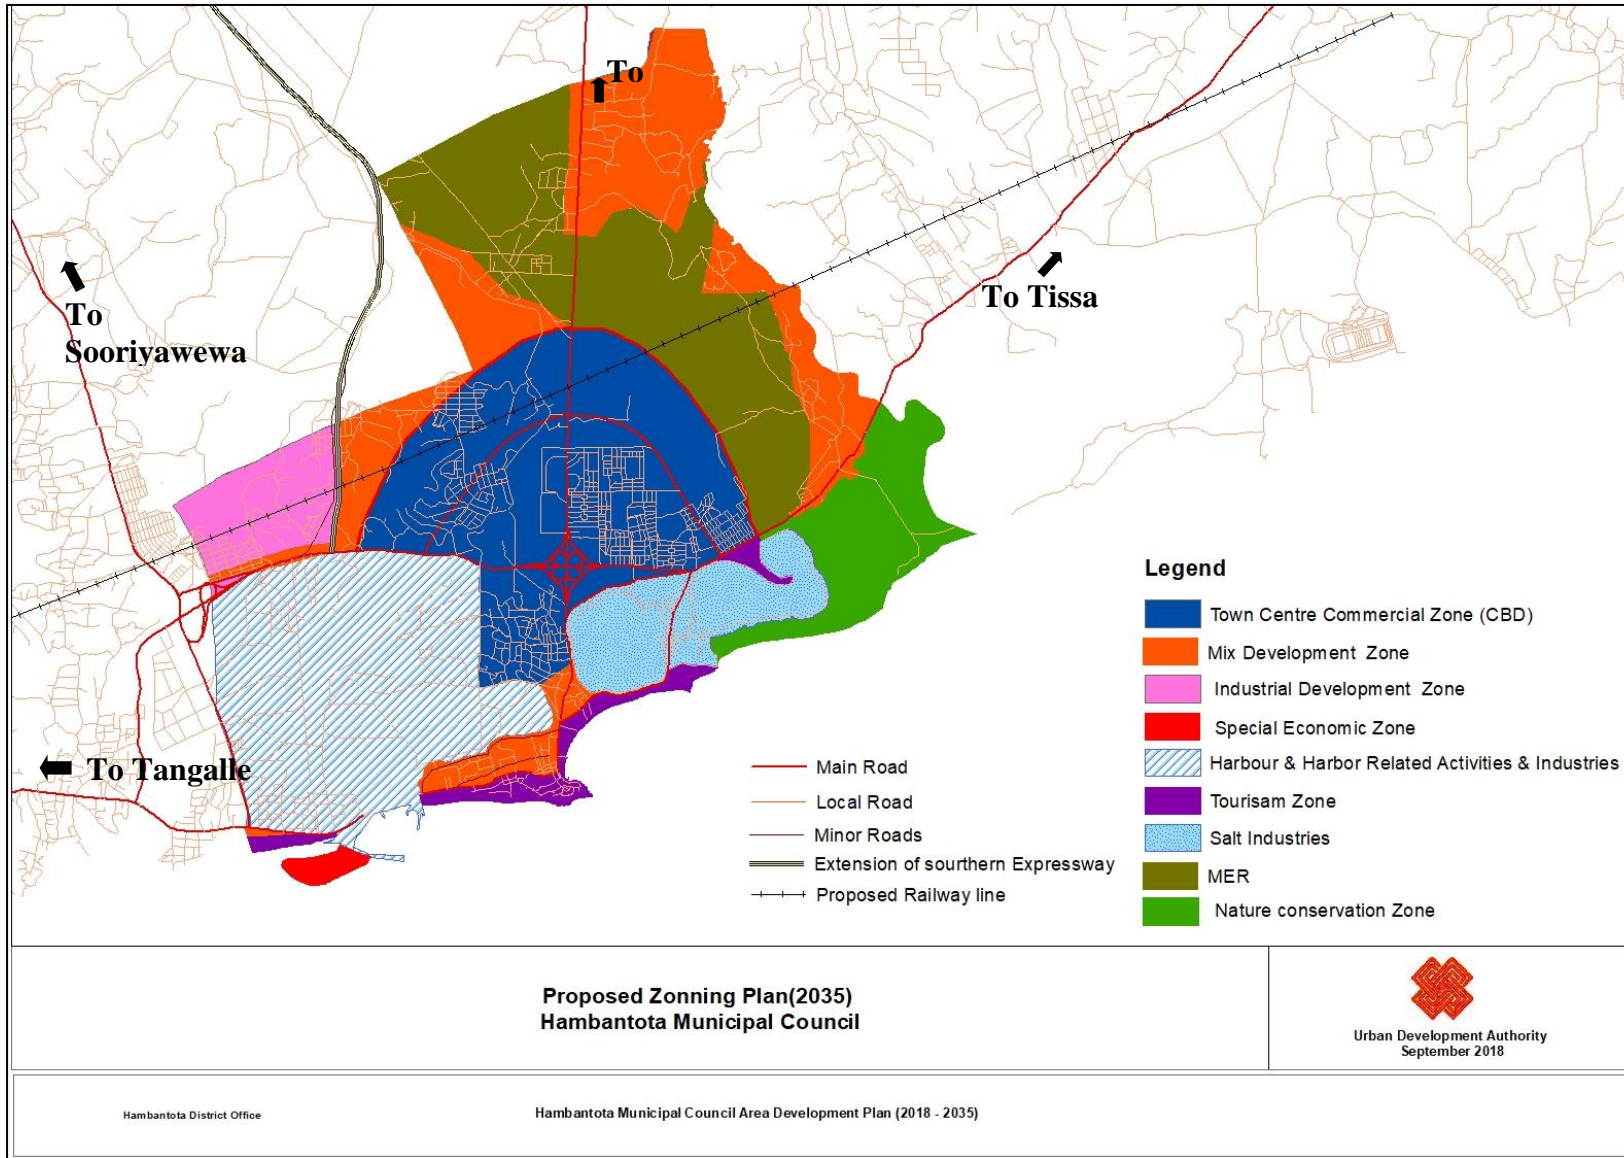 To
To
Sooriyawewa
To Tissa
To Tangalle
Main Road
Local Road
Minor Roads
Extension of sourthern Expressway
Proposed Railway line
Legend
Town Centre Commercial Zone (CBD)
Mix Development Zone
Industrial Development Zone
Special Economic Zone
Harbour & Harbor Related Activities & Industries
Tourisam Zone
Salt Industries
MER
Nature conservation Zone
Proposed Zonning Plan(2035)
Hambantota Municipal Council
Urban Development Authority
September 2018
Hambantota District Office
Hambantota Municipal Council Area Development Plan (2018 - 2035)